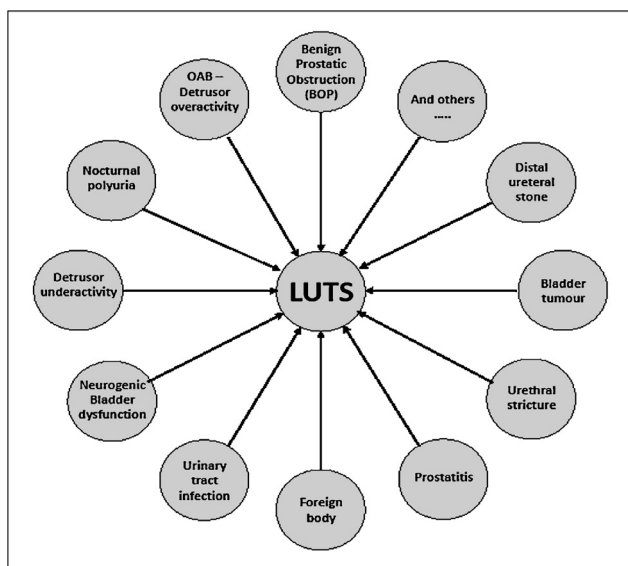 Benign
Prostatic
Obstruction
(BOP)
And others
.....
Distal
ureteral
stone
Bladder
tumour
Urethral
stricture
Prostatitis
Foreign
body
Urinary
tract
infection
Neurogenic
Bladder
dysfunction
Detrusor
underactivity
Nocturnal
polyuria
OAB –
Detrusor
overactivity
LUTS